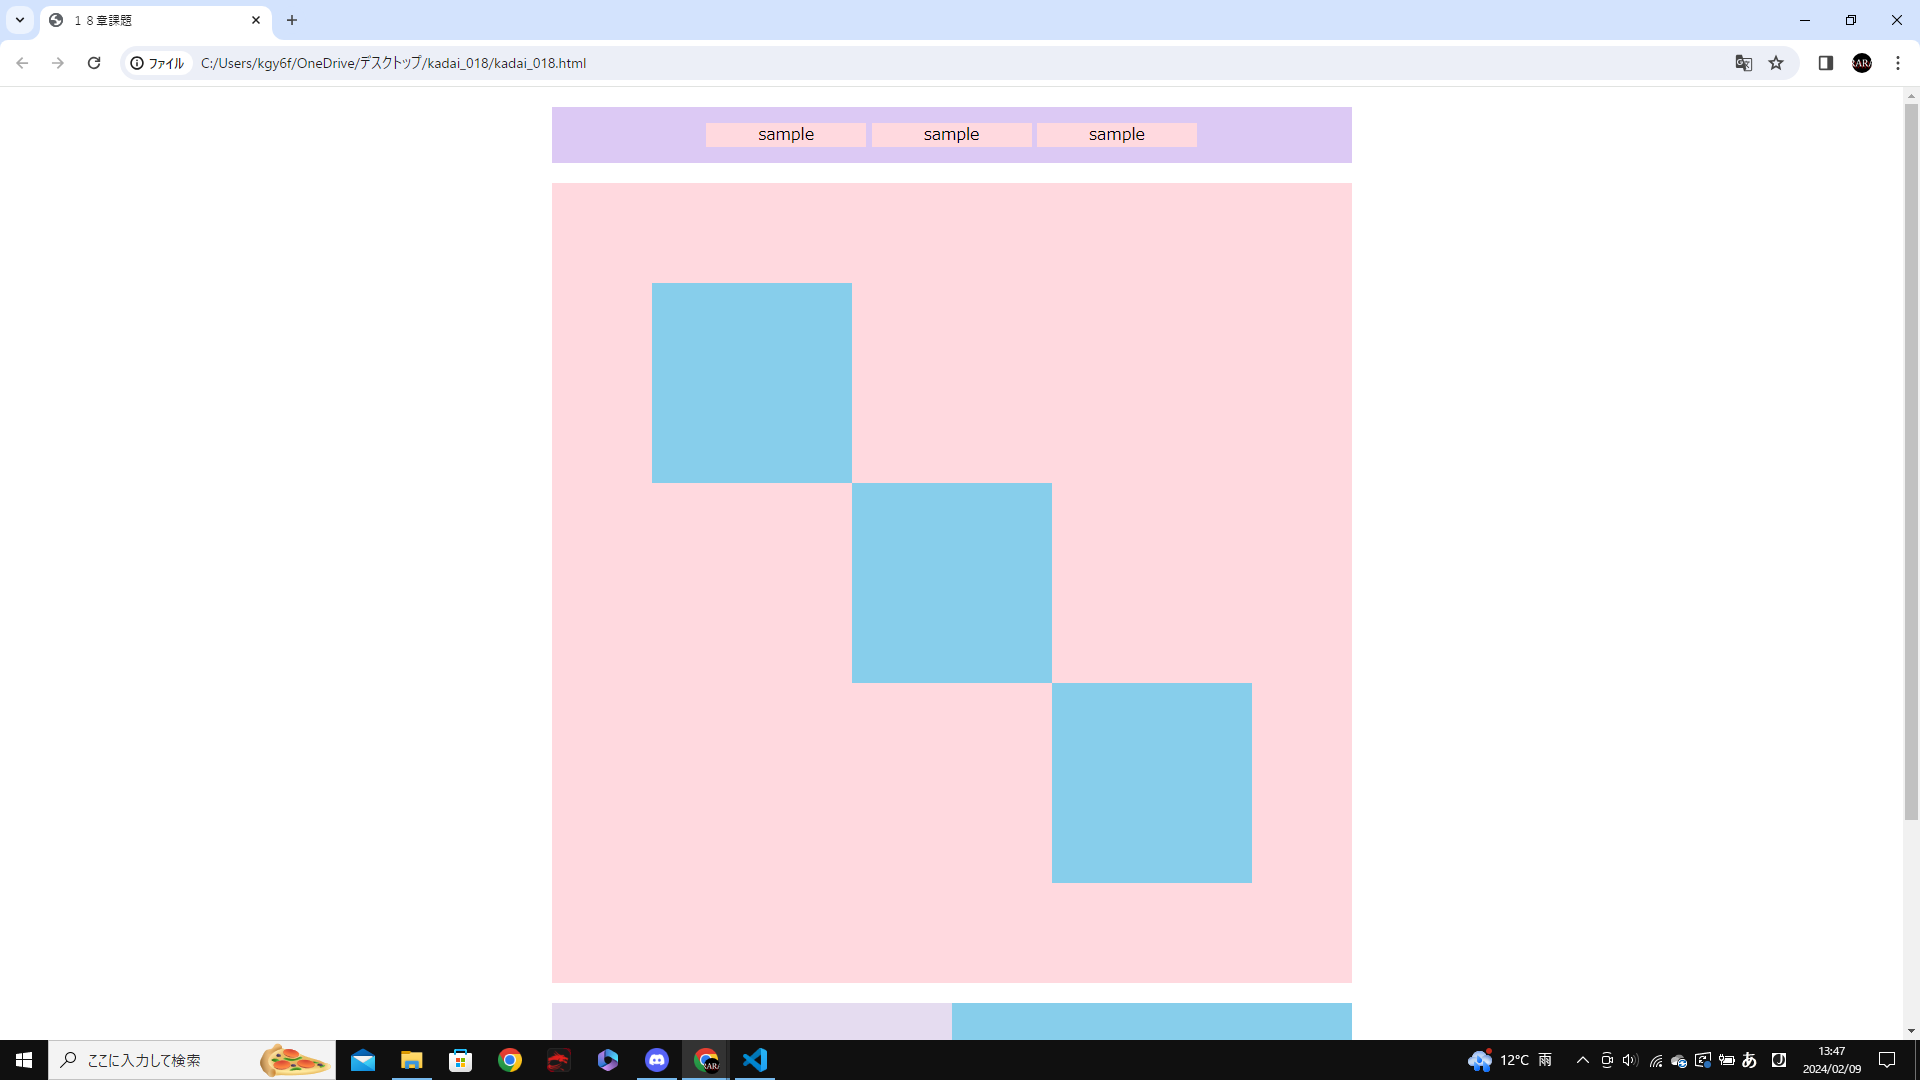 １８章課題
ファイル
C:/Users/kgy6f/OneDrive/デスクトップ/kadai_018/kadai_018.html
sample sample sample
ここに入力して検索
12°C 雨
あ
13:47
2024/02/09